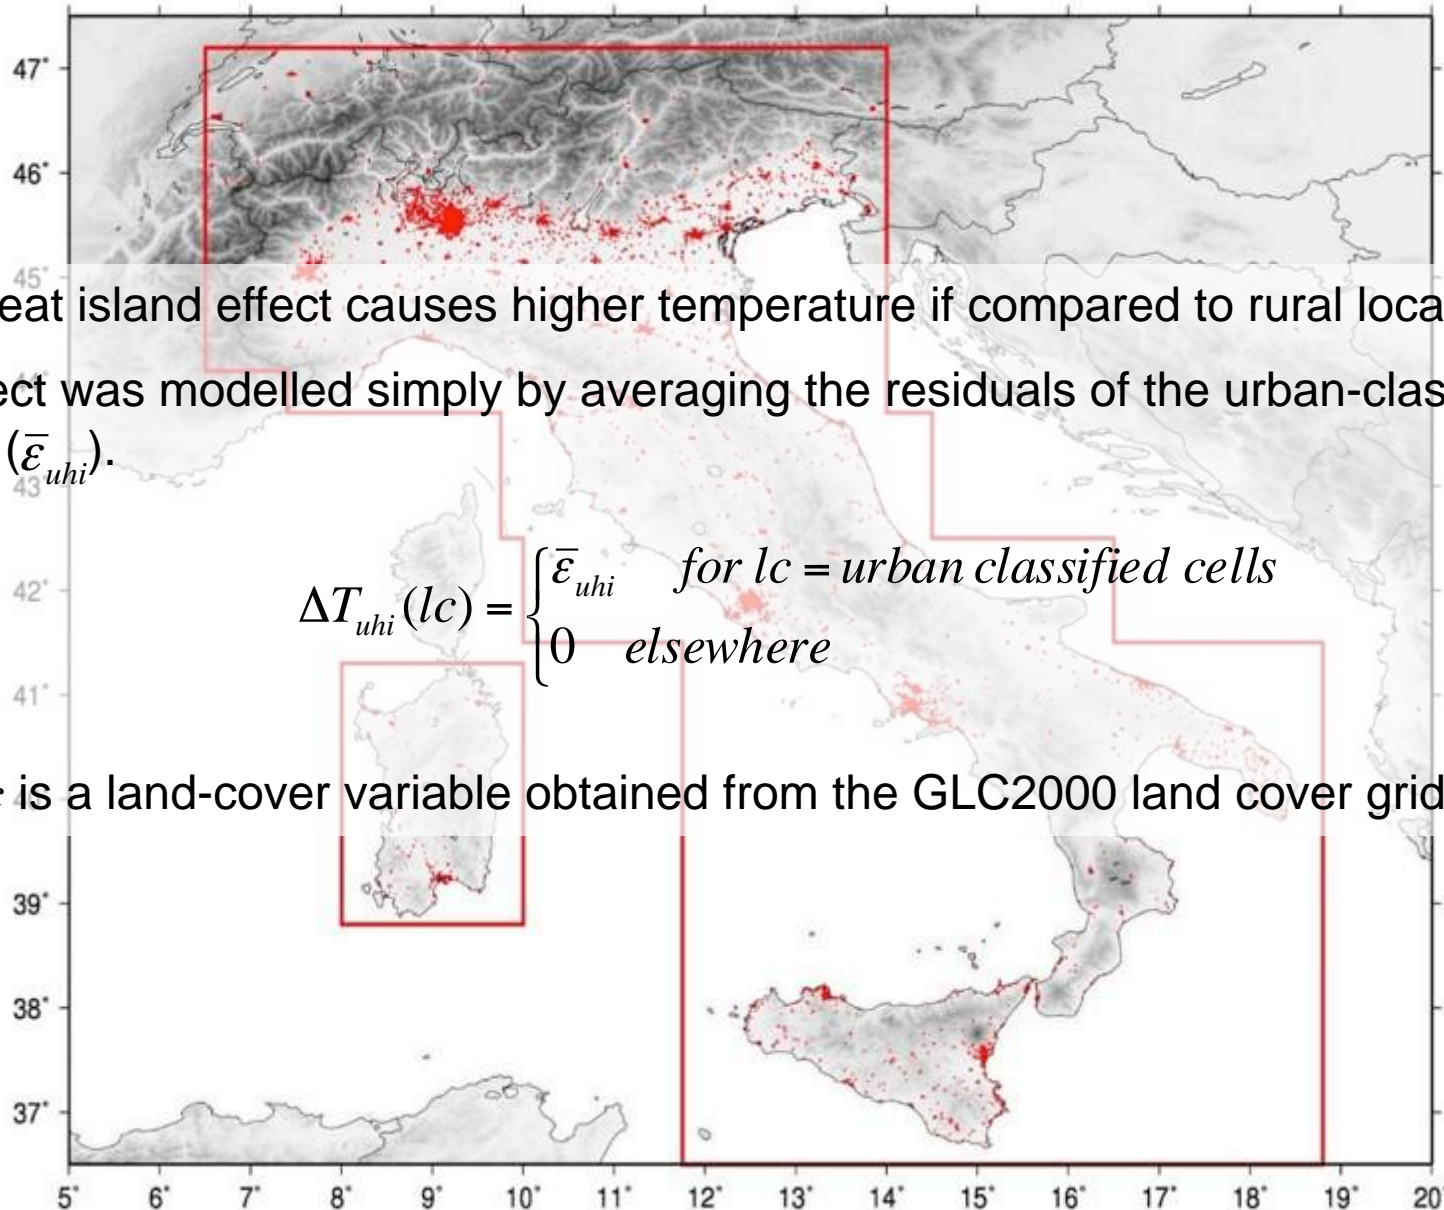 47°
46°
45°
eat island effect causes higher temperature if compared to rural loca
44°
ect was modelled simply by averaging the residuals of the urban-clas
(ε̅uhi).
43°
42°
ΔTuhi(lc) = { ε̅uhi for lc = urban classified cells
0 elsewhere
41°
is a land-cover variable obtained from the GLC2000 land cover grid
39°
38°
37°
5° 6° 7° 8° 9° 10° 11° 12° 13° 14° 15° 16° 17° 18° 19° 20